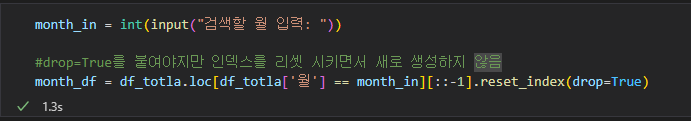 month_in = int(input("검색할 월 입력: "))
#drop=True를 붙여야지만 인덱스를 리셋 시키면서 새로 생성하지 않음
month_df = df_totla.loc[df_totla['월'] == month_in][::-1].reset_index(drop=True)
✓ 1.3s